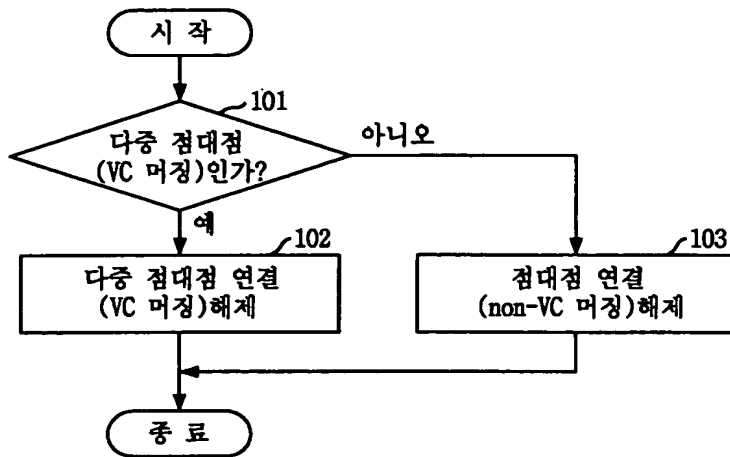 시 작
101
다중 점대점
(VC 머징)인가?
아니오
예
102
다중 점대점 연결
(VC 머징)해제
103
점대점 연결
(non-VC 머징)해제
종 료